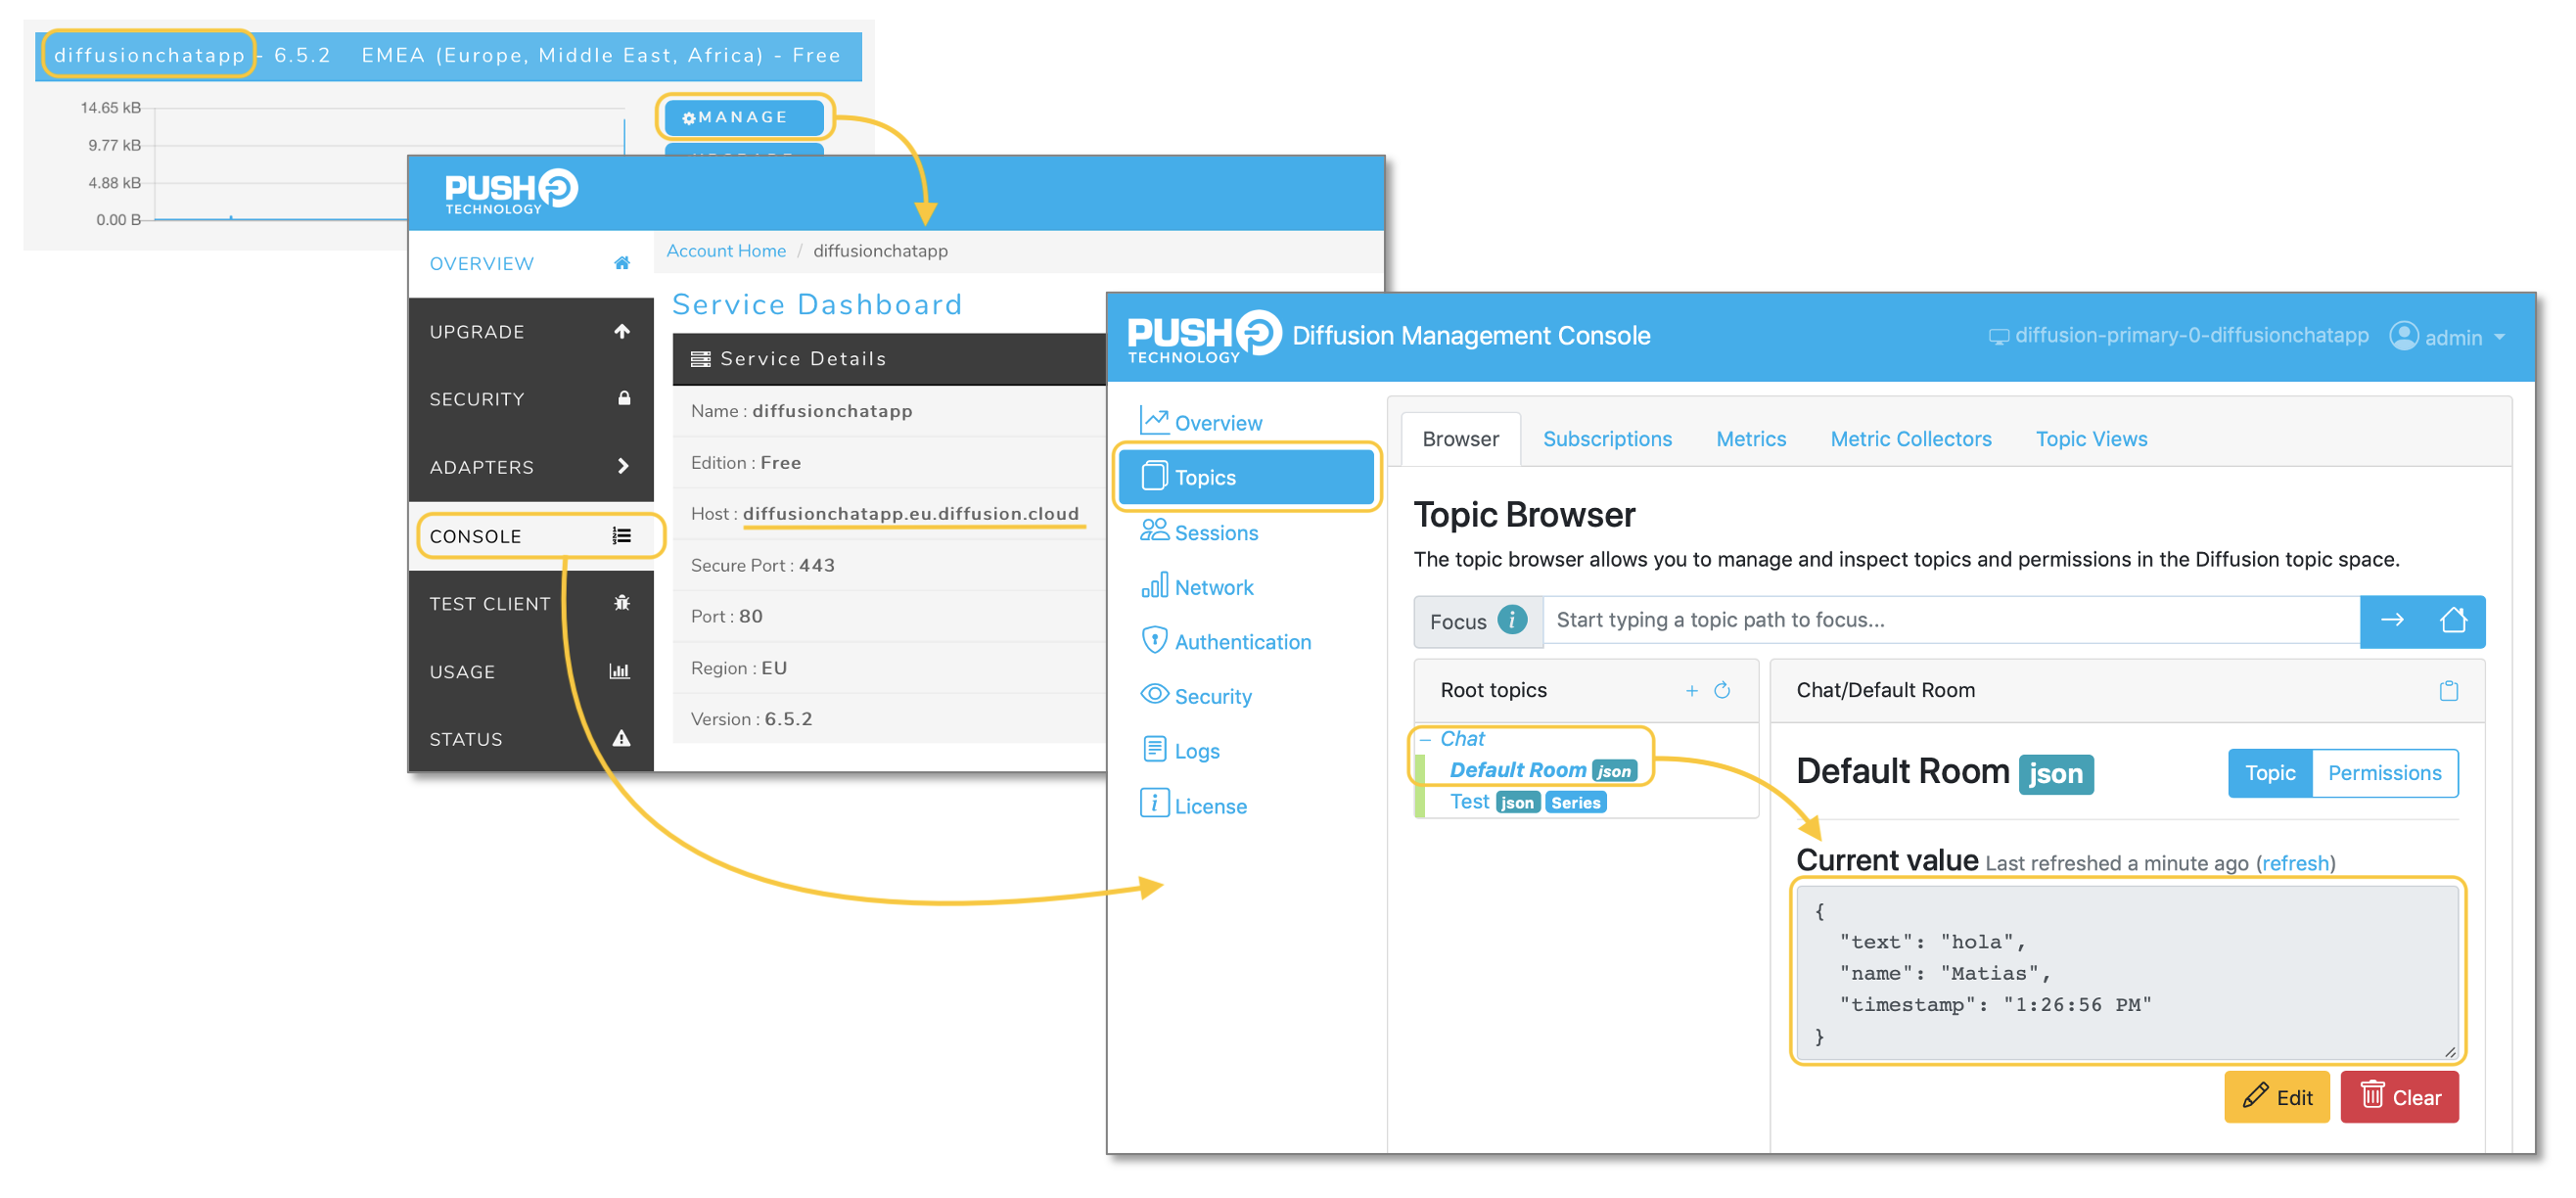 diffusionchatapp - 6.5.2 EMEA (Europe, Middle East, Africa) - Free
14.65 kB
9.77 kB
4.88 kB
0.00 B
MANAGE
PUSH
TECHNOLOGY
OVERVIEW
UPGRADE
SECURITY
ADAPTERS
CONSOLE
TEST CLIENT
USAGE
STATUS
Account Home / diffusionchatapp
Service Dashboard
Service Details
Name : diffusionchatapp
Edition : Free
Host : diffusionchatapp.eu.diffusion.cloud
Secure Port : 443
Port : 80
Region : EU
Version : 6.5.2
PUSH
TECHNOLOGY
Diffusion Management Console
diffusion-primary-0-diffusionchatapp
admin
Overview
Topics
Sessions
Network
Authentication
Security
Logs
License
Browser Subscriptions Metrics Metric Collectors Topic Views
Topic Browser
The topic browser allows you to manage and inspect topics and permissions in the Diffusion topic space.
Focus i Start typing a topic path to focus...
Root topics +
– Chat
Default Room json
Test json Series
Chat/Default Room
Default Room json
Topic Permissions
Current value Last refreshed a minute ago (refresh)
{
"text": "hola",
"name": "Matias",
"timestamp": "1:26:56 PM"
}
Edit Clear